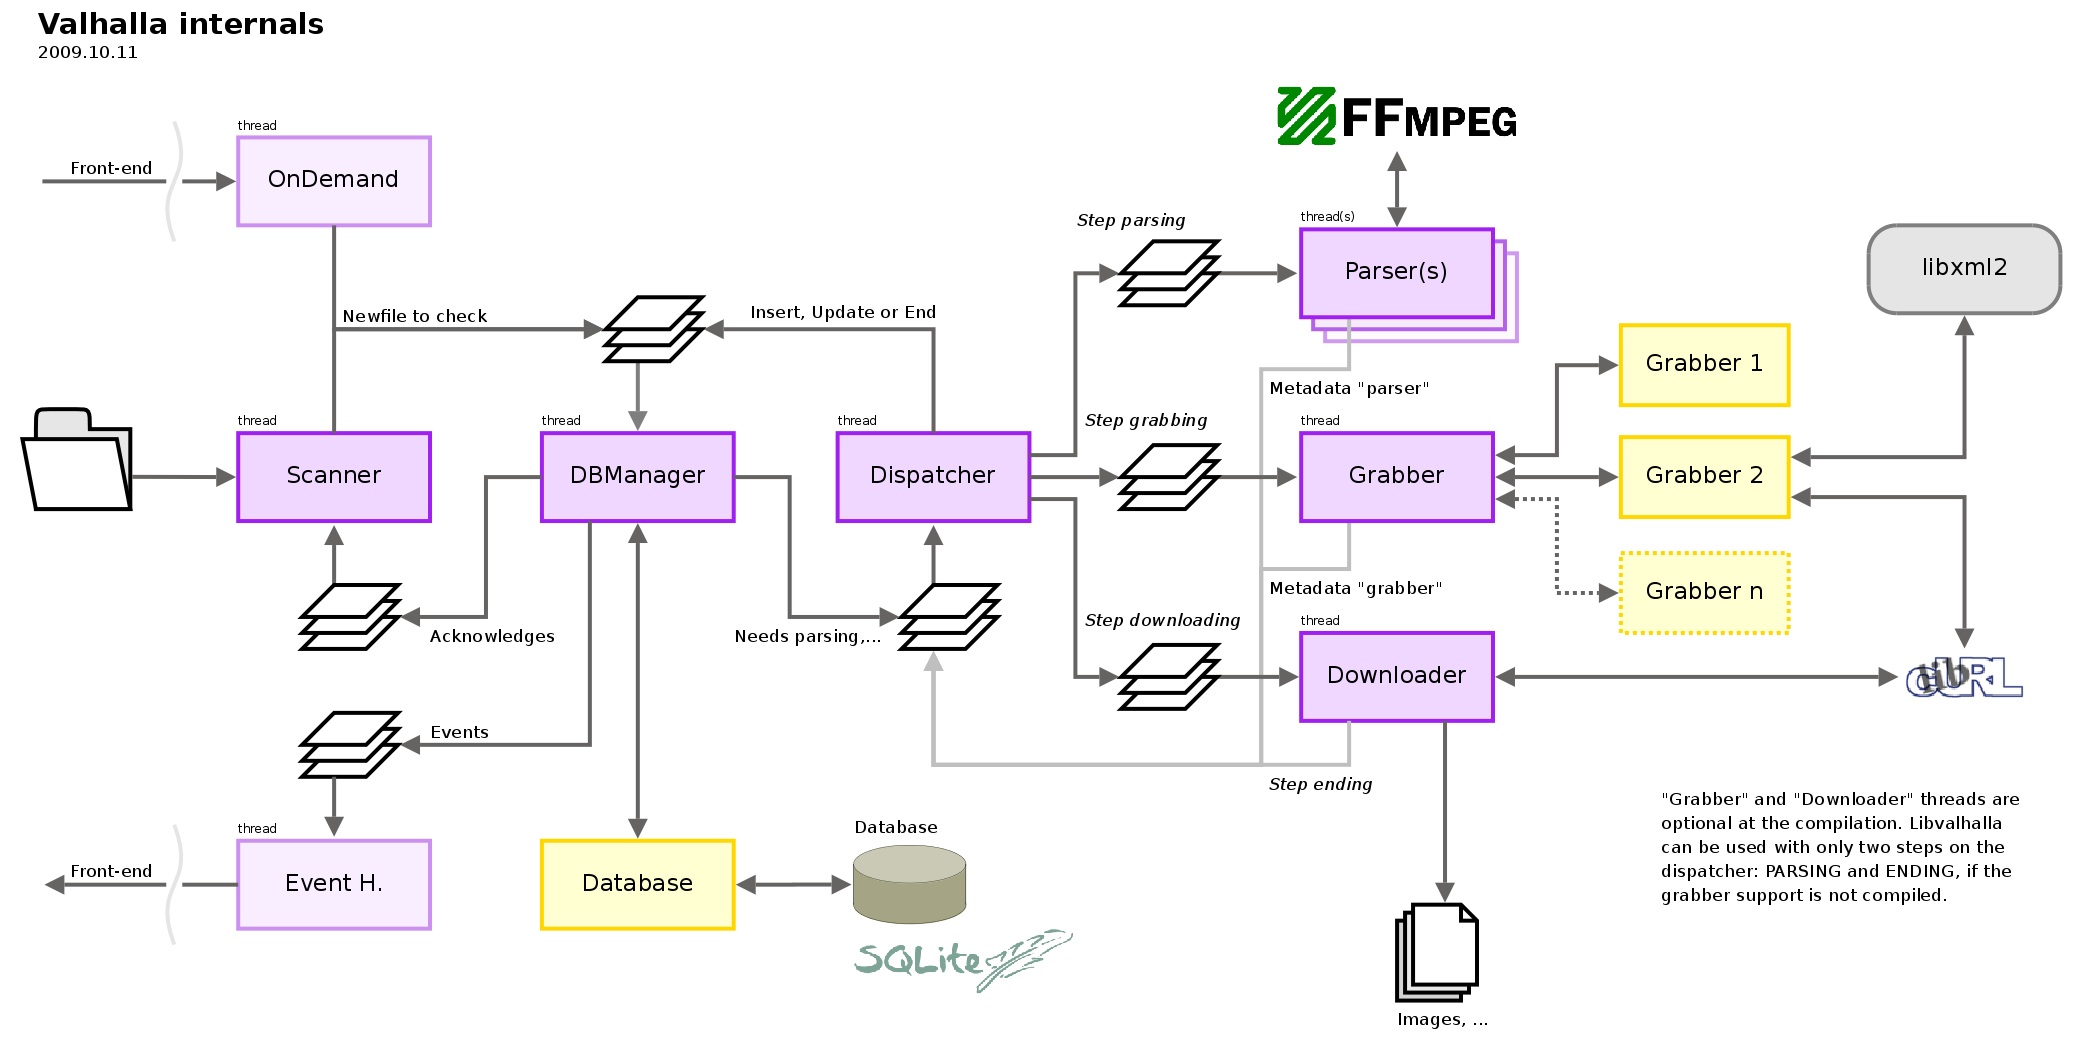 Valhalla internals
2009.10.11
thread
Front-end
OnDemand
FFMPEG
thread(s)
Step parsing
Parser(s)
libxml2
Newfile to check
Insert, Update or End
Grabber 1
Metadata "parser"
thread
thread
thread
Step grabbing
thread
Scanner
DBManager
Dispatcher
Grabber
Grabber 2
Metadata "grabber"
Grabber n
Acknowledges
Needs parsing,...
Step downloading
thread
Downloader
libcURL
Events
Step ending
"Grabber" and "Downloader" threads are
optional at the compilation. Libvalhalla
can be used with only two steps on the
dispatcher: PARSING and ENDING, if the
grabber support is not compiled.
thread
Database
Front-end
Event H.
Database
SQLite
Images, ...